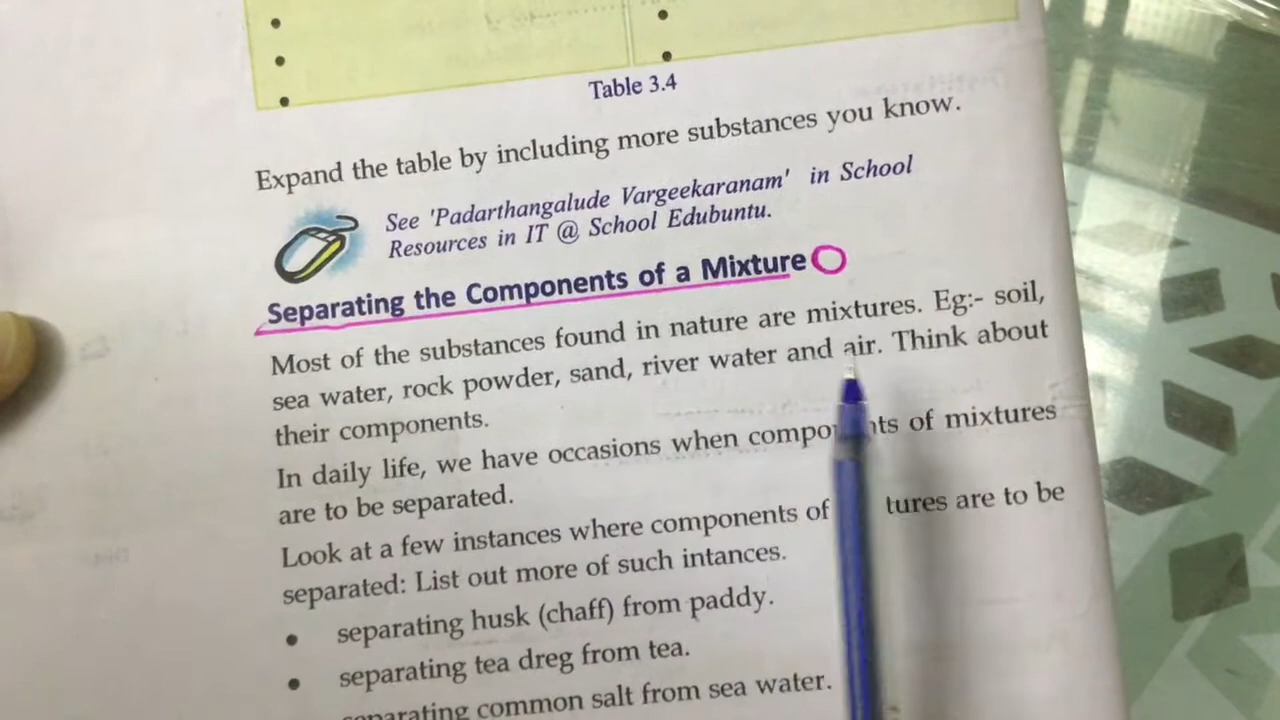 Table 3.4
Expand the table by including more substances you know.
See 'Padarthangalude Vargeekaranam' in School
Resources in IT @ School Edubuntu.
Separating the Components of a Mixture
Most of the substances found in nature are mixtures. Eg:- soil,
sea water, rock powder, sand, river water and air. Think about
their components.
In daily life, we have occasions when components of mixtures
are to be separated.
Look at a few instances where components of tures are to be
separated: List out more of such intances.
• separating husk (chaff) from paddy.
• separating tea dreg from tea.
separating common salt from sea water.